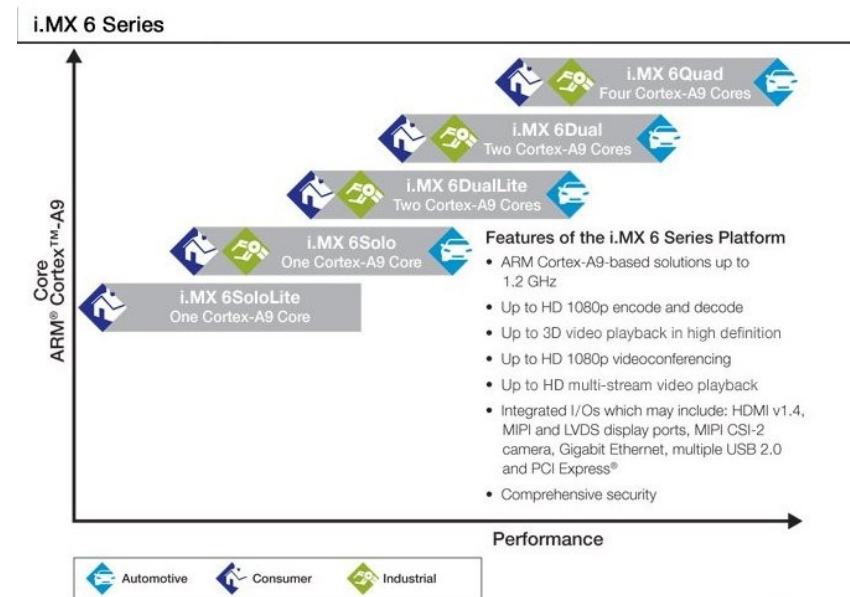 i.MX 6 Series
i.MX 6Quad
Four Cortex-A9 Cores
i.MX 6Dual
Two Cortex-A9 Cores
i.MX 6DualLite
Two Cortex-A9 Cores
i.MX 6Solo
One Cortex-A9 Core
i.MX 6SoloLite
One Cortex-A9 Core
Core
ARM® Cortex™-A9
Features of the i.MX 6 Series Platform
• ARM Cortex-A9-based solutions up to
1.2 GHz
• Up to HD 1080p encode and decode
• Up to 3D video playback in high definition
• Up to HD 1080p videoconferencing
• Up to HD multi-stream video playback
• Integrated I/Os which may include: HDMI v1.4,
MIPI and LVDS display ports, MIPI CSI-2
camera, Gigabit Ethernet, multiple USB 2.0
and PCI Express®
• Comprehensive security
Performance
Automotive
Consumer
Industrial